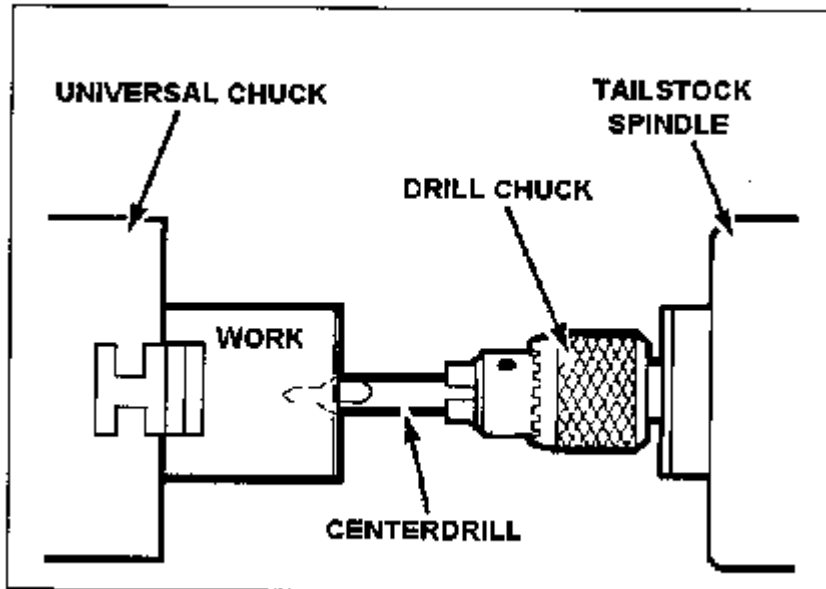 UNIVERSAL CHUCK
TAILSTOCK
SPINDLE
DRILL CHUCK
WORK
CENTERDRILL